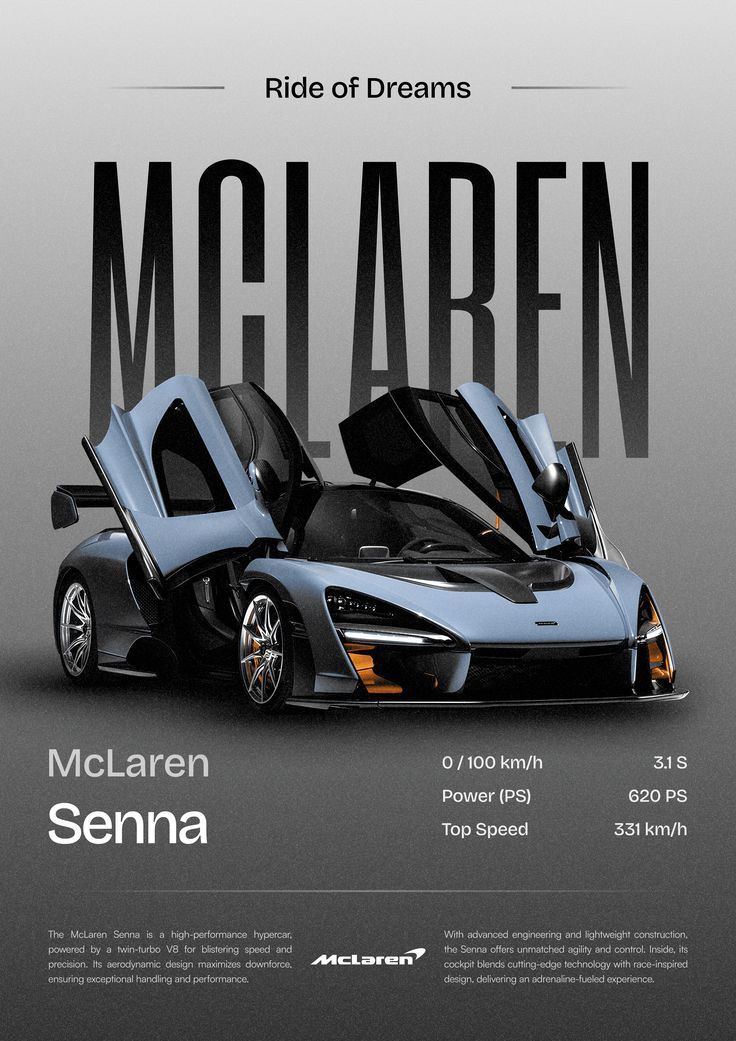 Ride of Dreams
MCLAREN
McLaren
Senna
0 / 100 km/h 3.1 S
Power (PS) 620 PS
Top Speed 331 km/h
The McLaren Senna is a high-performance hypercar,
powered by a twin-turbo V8 for blistering speed and
precision. Its aerodynamic design maximizes downforce,
ensuring exceptional handling and performance.
McLaren
With advanced engineering and lightweight construction,
the Senna offers unmatched agility and control. Inside, its
cockpit blends cutting-edge technology with race-inspired
design, delivering an adrenaline-fueled experience.